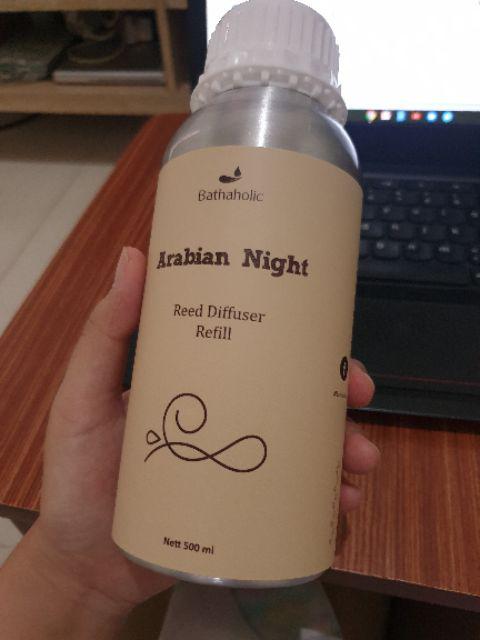 Bathaholic
Arabian Night
Reed Diffuser
Refill
Nett 500 ml